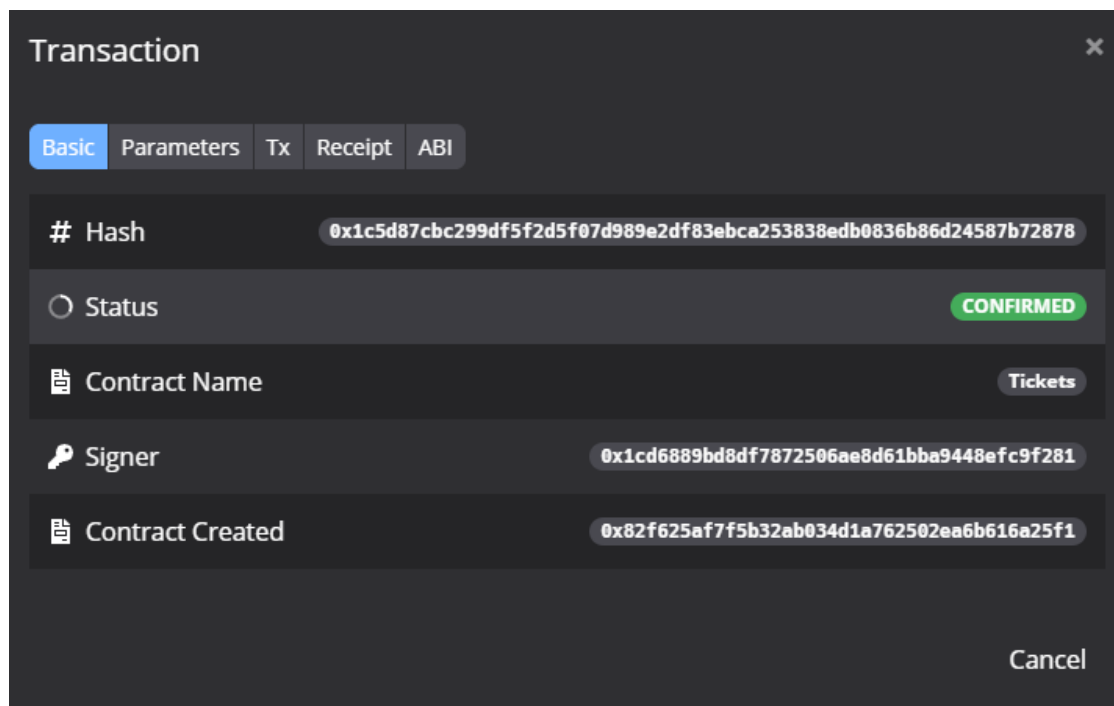 Transaction ×
Basic Parameters Tx Receipt ABI
# Hash 0x1c5d87cbc299df5f2d5f07d989e2df83ebca253838edb0836b86d24587b72878
Status CONFIRMED
Contract Name Tickets
Signer 0x1cd6889bd8df7872506ae8d61bba9448efc9f281
Contract Created 0x82f625af7f5b32ab034d1a762502ea6b616a25f1
Cancel